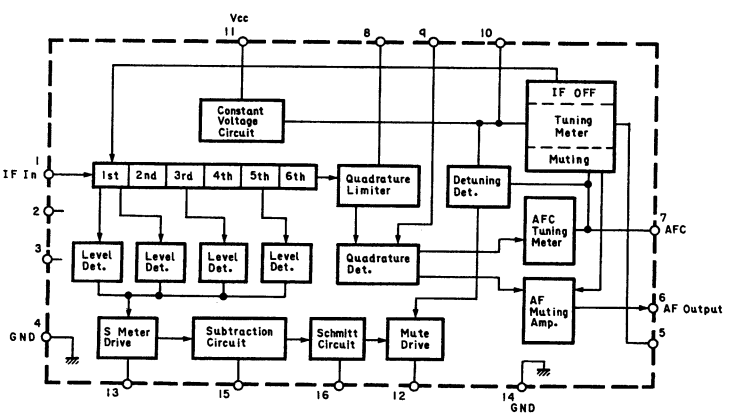 Vcc
11
8
9
10
IF OFF
Tuning
Meter
Muting
Constant
Voltage
Circuit
1
IF In
1st 2nd 3rd 4th 5th 6th
Quadrature
Limiter
Detuning
Det.
2
AFC
Tuning
Meter
7
AFC
3
Level
Det.
Level
Det.
Level
Det.
Level
Det.
Quadrature
Det.
AF
Muting
Amp.
6
AF Output
4
GND
S Meter
Drive
Subtraction
Circuit
Schmitt
Circuit
Mute
Drive
5
13
15
16
12
14
GND